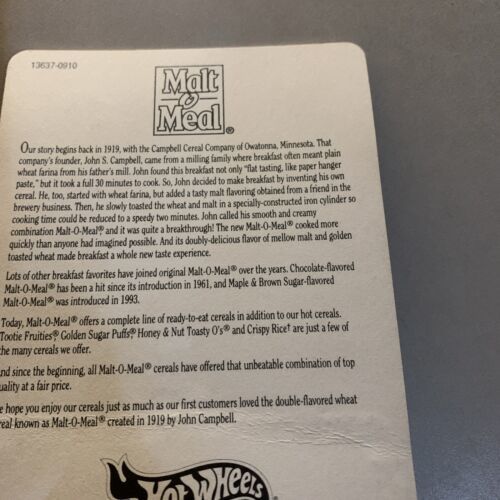 13637-0910
Malt
O
Meal®
Our story begins back in 1919, with the Campbell Cereal Company of Owatonna, Minnesota. That
company's founder, John S. Campbell, came from a milling family where breakfast often meant plain
wheat farina from his father's mill. John found this breakfast not only "flat tasting, like paper hanger
paste," but it took a full 30 minutes to cook. So, John decided to make breakfast by inventing his own
cereal. He, too, started with wheat farina, but added a tasty malt flavoring obtained from a friend in the
brewery business. Then, he slowly toasted the wheat and malt in a specially-constructed iron cylinder so
cooking time could be reduced to a speedy two minutes. John called his smooth and creamy
combination Malt-O-Meal® and it was quite a breakthrough! The new Malt-O-Meal® cooked more
quickly than anyone had imagined possible. And its doubly-delicious flavor of mellow malt and golden
toasted wheat made breakfast a whole new taste experience.
Lots of other breakfast favorites have joined original Malt-O-Meal® over the years. Chocolate-flavored
Malt-O-Meal® has been a hit since its introduction in 1961, and Maple & Brown Sugar-flavored
Malt-O-Meal® was introduced in 1993.
Today, Malt-O-Meal® offers a complete line of ready-to-eat cereals in addition to our hot cereals.
Tootie Fruities®, Golden Sugar Puffs®, Honey & Nut Toasty O's® and Crispy Rice† are just a few of
the many cereals we offer.
nd since the beginning, all Malt-O-Meal® cereals have offered that unbeatable combination of top
uality at a fair price.
e hope you enjoy our cereals just as much as our first customers loved the double-flavored wheat
real known as Malt-O-Meal® created in 1919 by John Campbell.
Hot Wheels